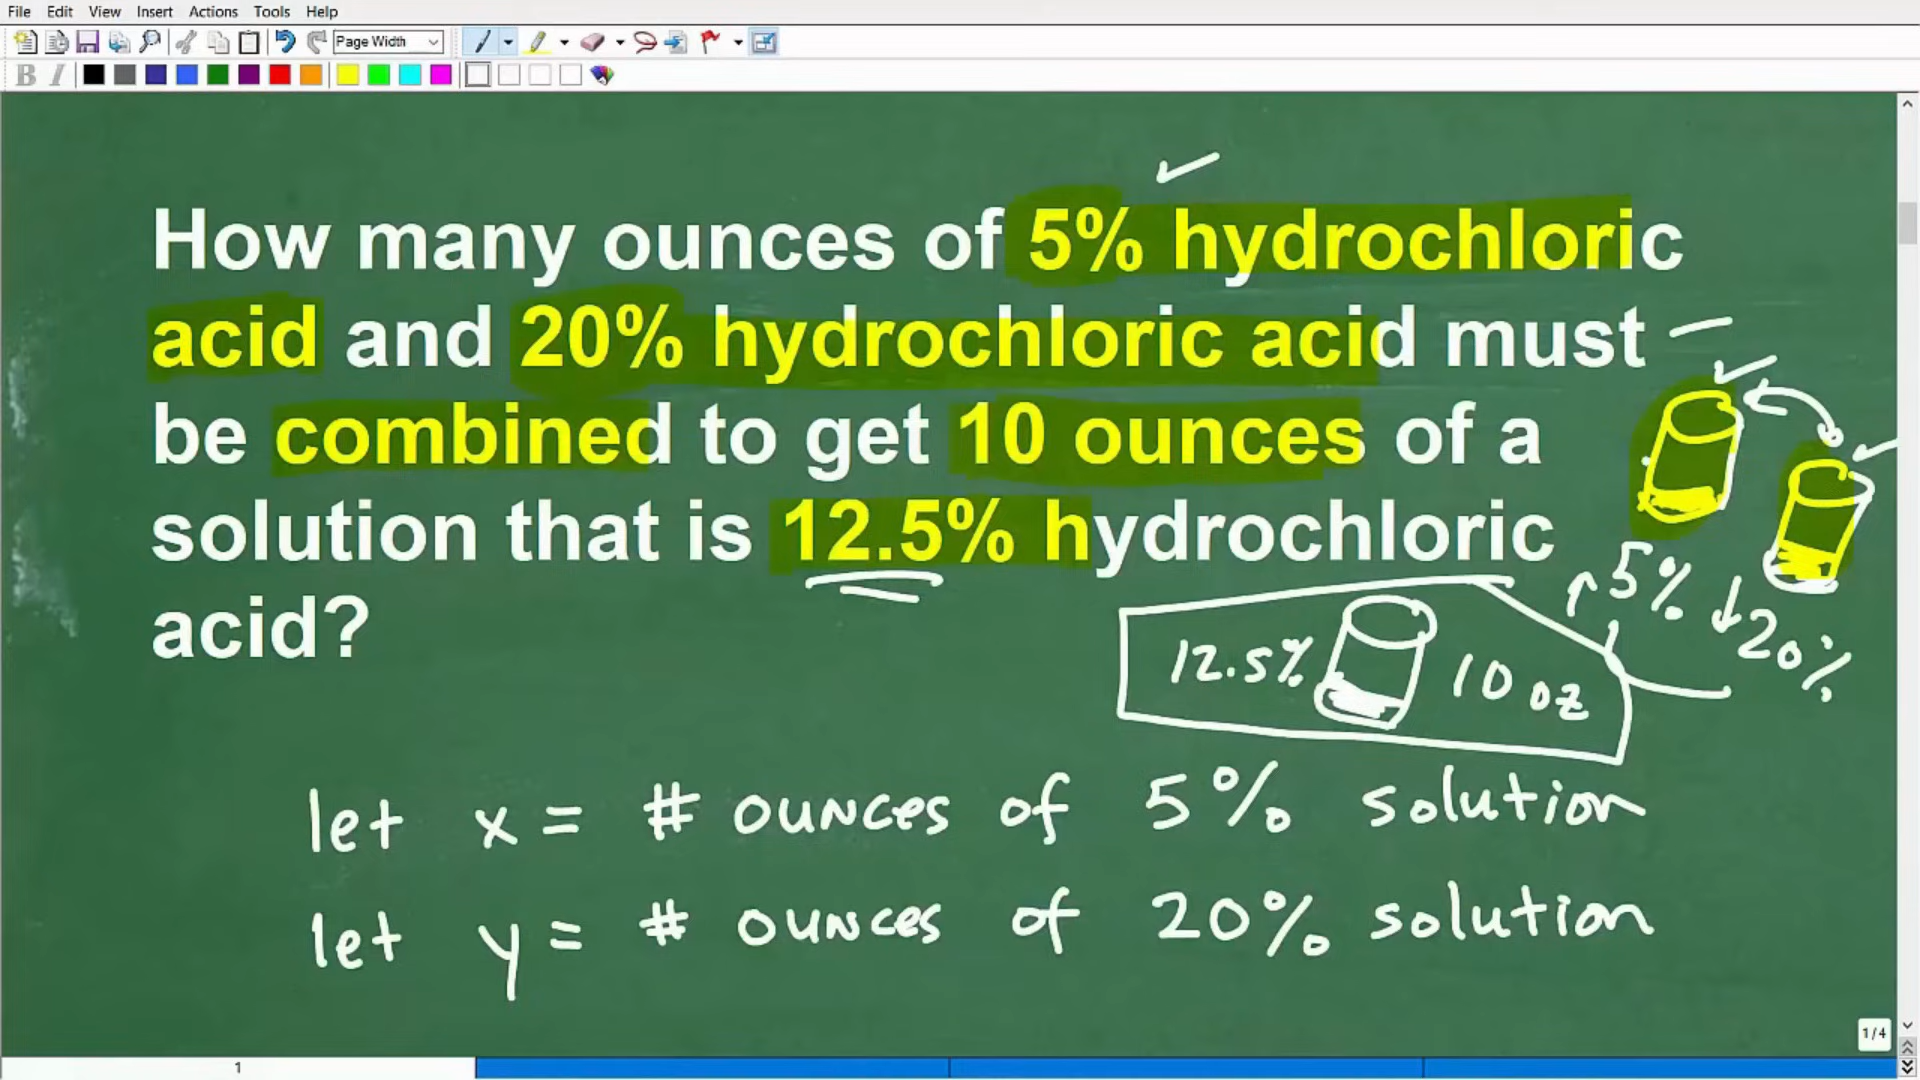 File Edit View Insert Actions Tools Help
Page Width
B I
How many ounces of 5% hydrochloric
acid and 20% hydrochloric acid must
be combined to get 10 ounces of a
solution that is 12.5% hydrochloric
acid?
5%
20%
12.5% 10 oz
let x = # ounces of 5% solution
let y = # ounces of 20% solution
1/4
1